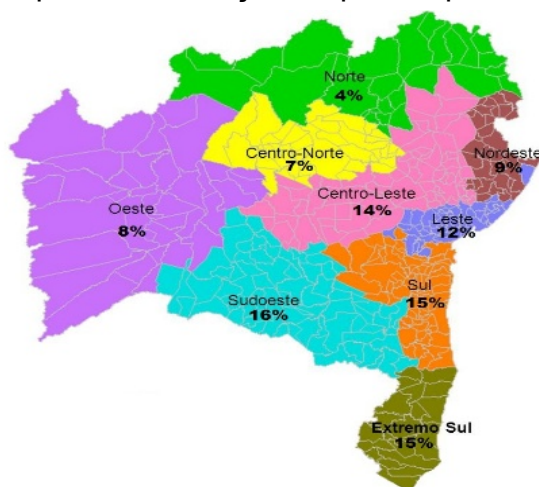 Norte
4%
Centro-Norte
7%
Nordeste
9%
Centro-Leste
14%
Oeste
8%
Leste
12%
Sul
15%
Sudoeste
16%
Extremo Sul
15%